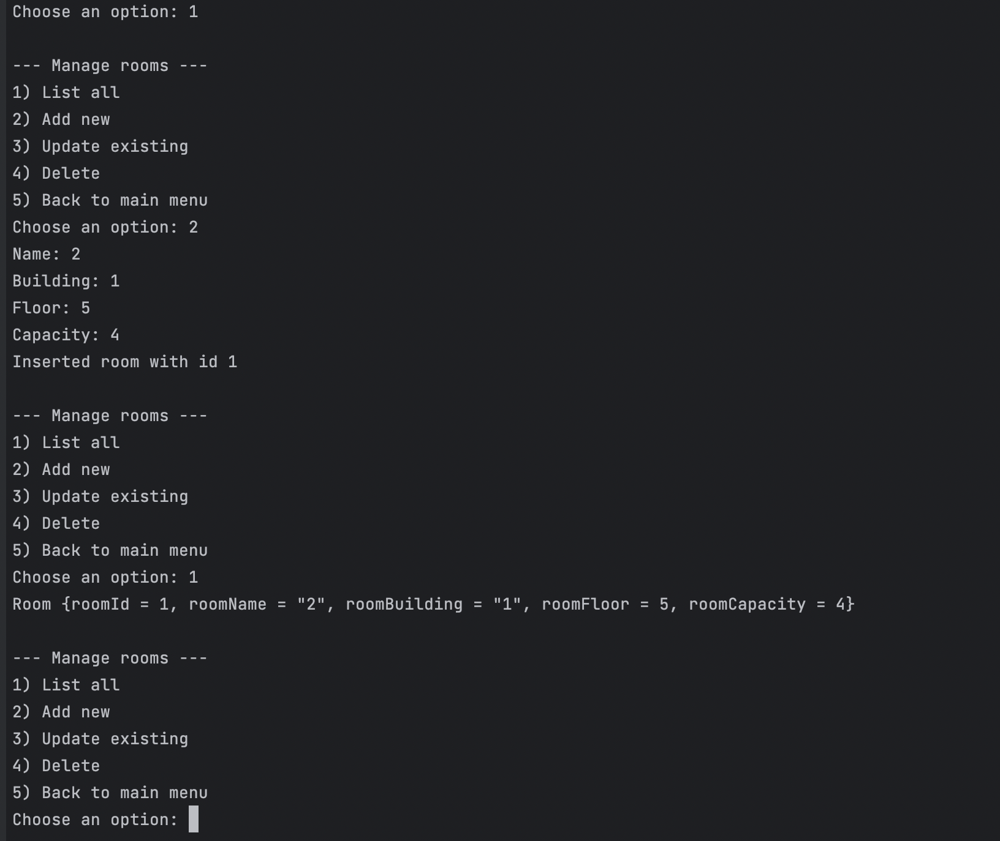 Choose an option: 1
--- Manage rooms ---
1) List all
2) Add new
3) Update existing
4) Delete
5) Back to main menu
Choose an option: 2
Name: 2
Building: 1
Floor: 5
Capacity: 4
Inserted room with id 1
--- Manage rooms ---
1) List all
2) Add new
3) Update existing
4) Delete
5) Back to main menu
Choose an option: 1
Room {roomId = 1, roomName = "2", roomBuilding = "1", roomFloor = 5, roomCapacity = 4}
--- Manage rooms ---
1) List all
2) Add new
3) Update existing
4) Delete
5) Back to main menu
Choose an option: